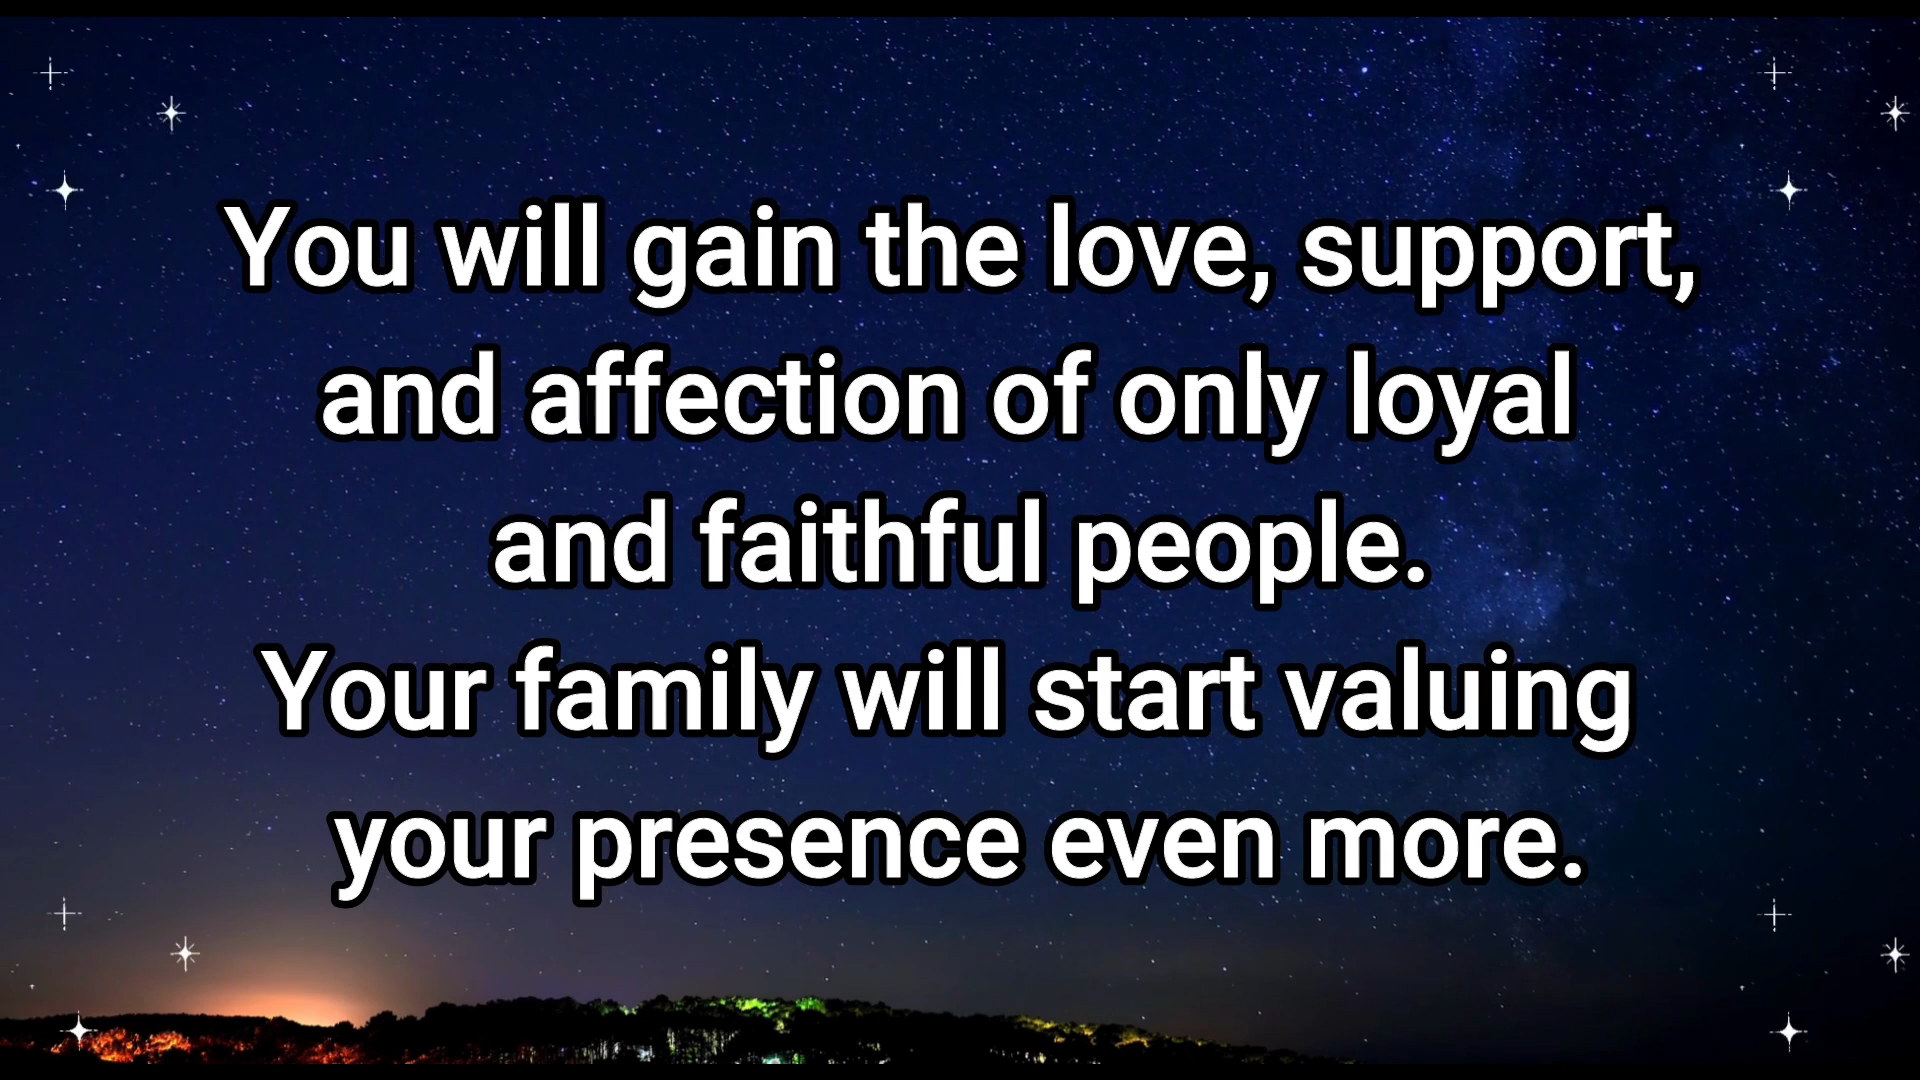 You will gain the love, support,
and affection of only loyal
and faithful people.
Your family will start valuing
your presence even more.